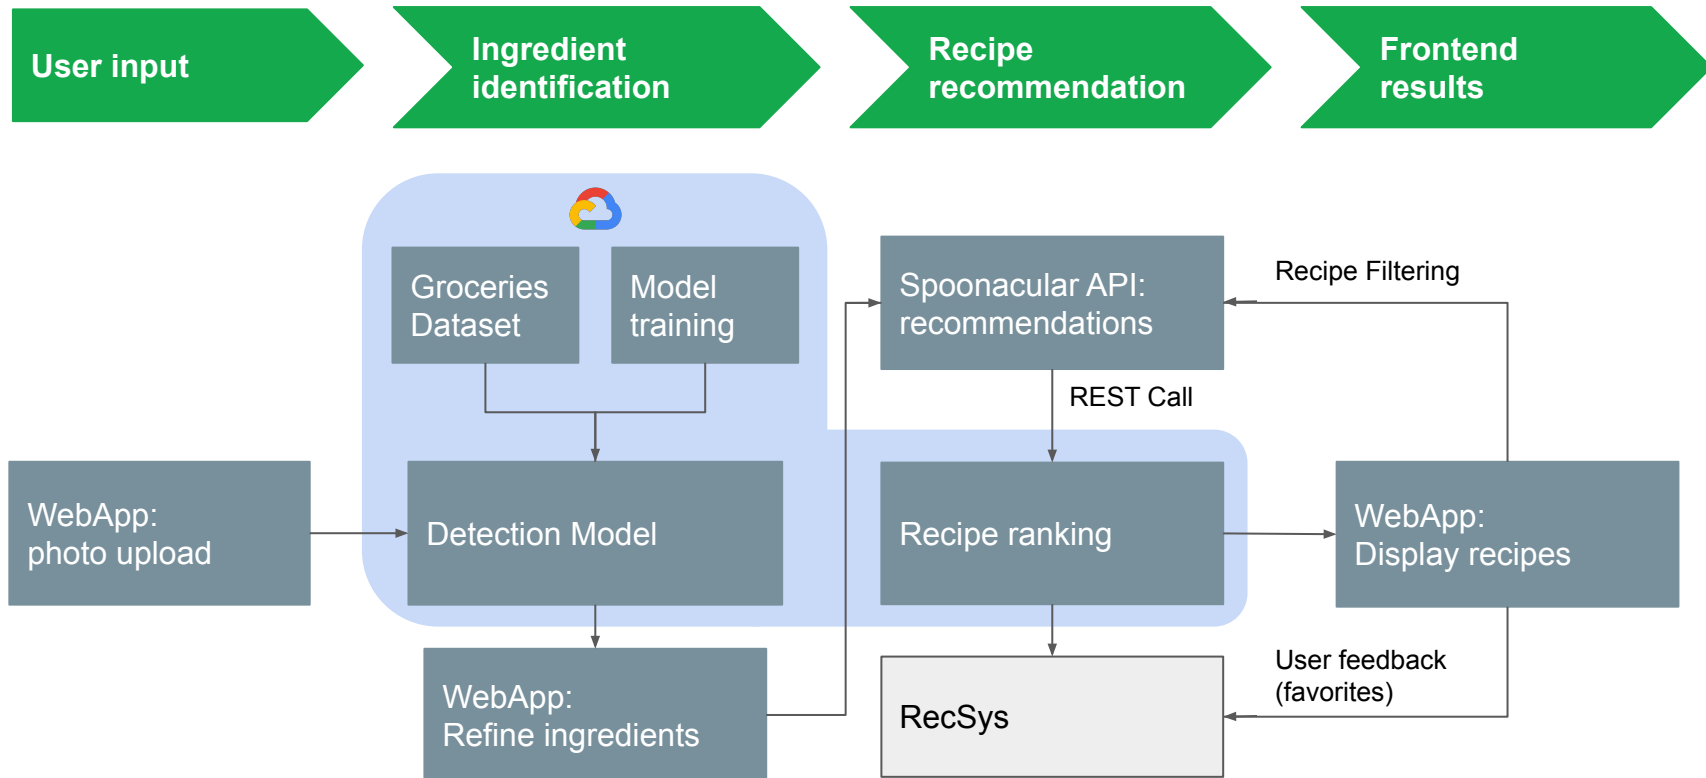 User input
Ingredient
identification
Recipe
recommendation
Frontend
results
Groceries
Dataset
Model
training
Spoonacular API:
recommendations
Recipe Filtering
REST Call
WebApp:
photo upload
Detection Model
Recipe ranking
WebApp:
Display recipes
WebApp:
Refine ingredients
RecSys
User feedback
(favorites)